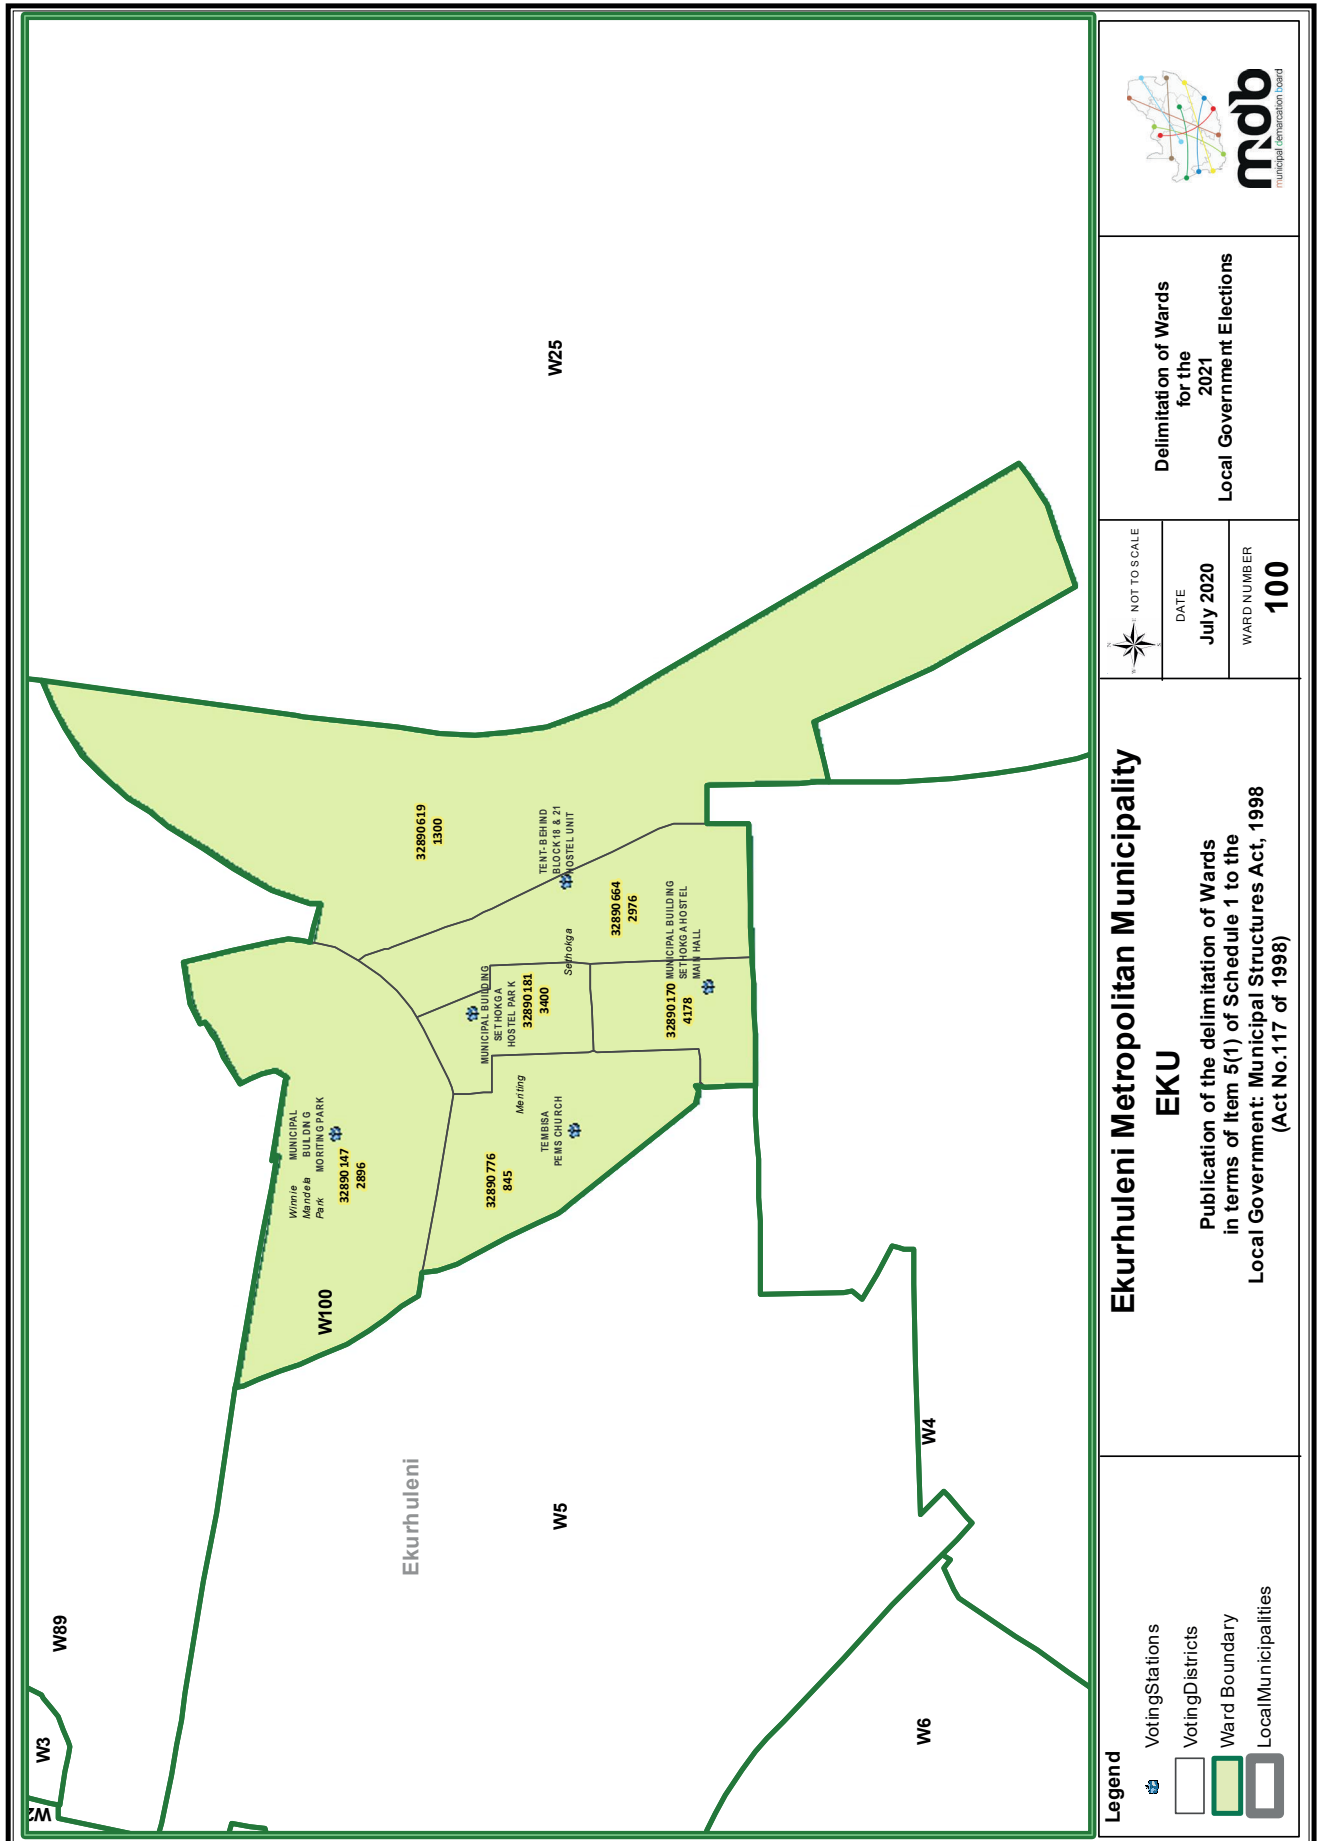 W3
W89
W2
Ekurhuleni
W5
W6
W4
W25
W100
Winnie
Mandela
Park
MUNICIPAL
BUILDNG
MORITING PARK
32890147
2896
32890776
845
Meriting
TEMBISA
PEMS CHURCH
MUNICIPAL BUILDING
SETHOKGA
HOSTEL PARK
32890181
3400
Sethokga
32890619
1300
TENT- BEHIND
BLOCK 18 & 21
HOSTEL UNIT
32890664
2976
MUNICIPAL BUILDING
SETHOKGA HOSTEL
MAIN HALL
32890170
4178
Legend
VotingStations
VotingDistricts
Ward Boundary
LocalMunicipalities
Ekurhuleni Metropolitan Municipality
EKU
Publication of the delimitation of Wards
in terms of Item 5(1) of Schedule 1 to the
Local Government: Municipal Structures Act, 1998
(Act No.117 of 1998)
N
W
E
S
NOT TO SCALE
DATE
July 2020
WARD NUMBER
100
Delimitation of Wards
for the
2021
Local Government Elections
mdb
municipal demarcation board